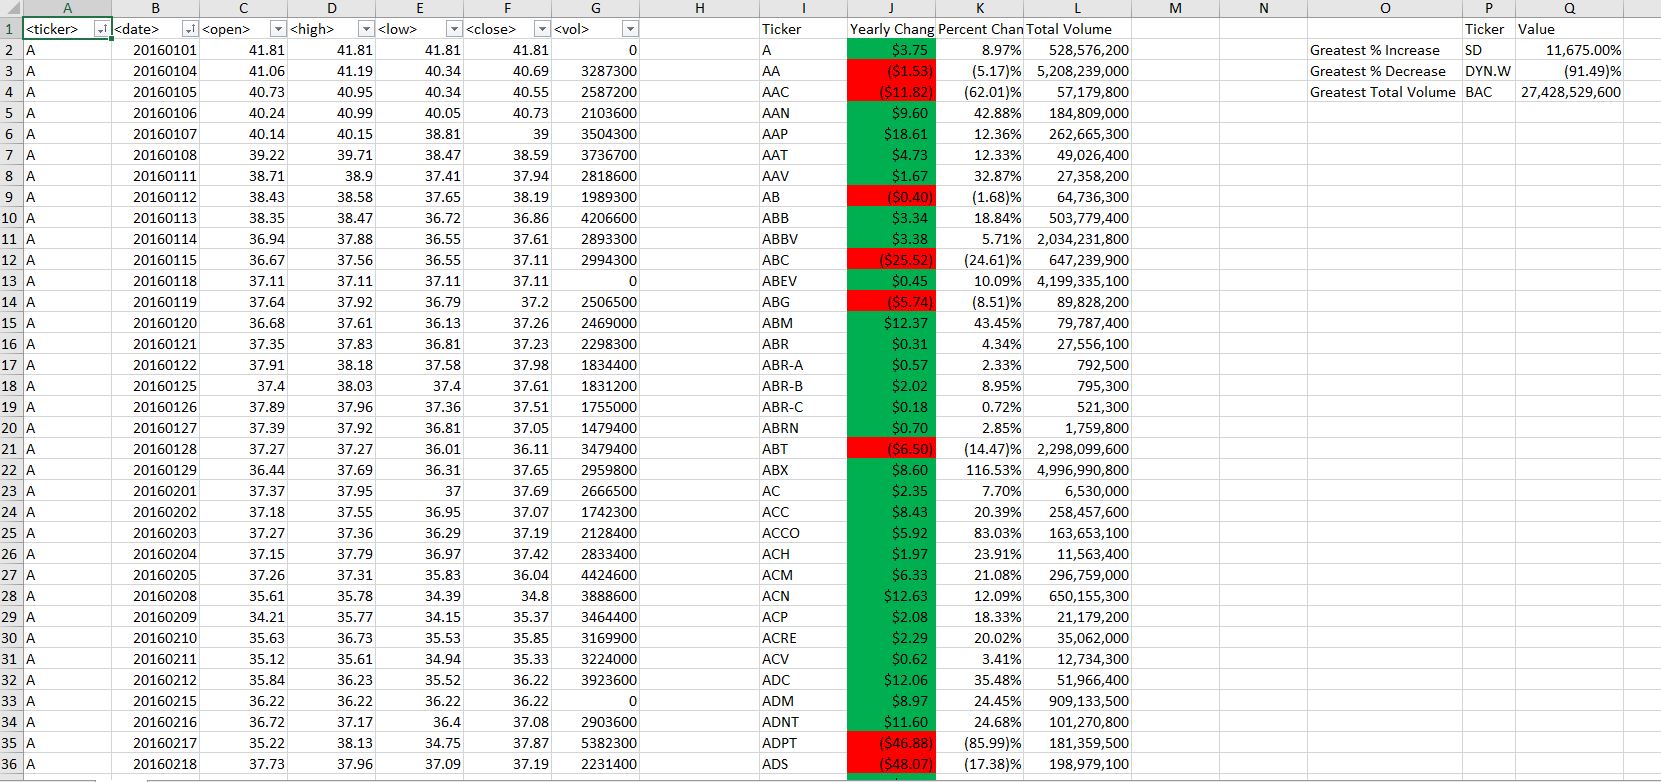 A B C D E F G H I J K L M N O P Q
1 <ticker> <date> <open> <high> <low> <close> <vol> Ticker Yearly Chang Percent Chan Total Volume Ticker Value
2 A 20160101 41.81 41.81 41.81 41.81 0 A $3.75 8.97% 528,576,200 Greatest % Increase SD 11,675.00%
3 A 20160104 41.06 41.19 40.34 40.69 3287300 AA ($1.53) (5.17)% 5,208,239,000 Greatest % Decrease DYN.W (91.49)%
4 A 20160105 40.73 40.95 40.34 40.55 2587200 AAC ($11.82) (62.01)% 57,179,800 Greatest Total Volume BAC 27,428,529,600
5 A 20160106 40.24 40.99 40.05 40.73 2103600 AAN $9.60 42.88% 184,809,000
6 A 20160107 40.14 40.15 38.81 39 3504300 AAP $18.61 12.36% 262,665,300
7 A 20160108 39.22 39.71 38.47 38.59 3736700 AAT $4.73 12.33% 49,026,400
8 A 20160111 38.71 38.9 37.41 37.94 2818600 AAV $1.67 32.87% 27,358,200
9 A 20160112 38.43 38.58 37.65 38.19 1989300 AB ($0.40) (1.68)% 64,736,300
10 A 20160113 38.35 38.47 36.72 36.86 4206600 ABB $3.34 18.84% 503,779,400
11 A 20160114 36.94 37.88 36.55 37.61 2893300 ABBV $3.38 5.71% 2,034,231,800
12 A 20160115 36.67 37.56 36.55 37.11 2994300 ABC ($25.52) (24.61)% 647,239,900
13 A 20160118 37.11 37.11 37.11 37.11 0 ABEV $0.45 10.09% 4,199,335,100
14 A 20160119 37.64 37.92 36.79 37.2 2506500 ABG ($5.74) (8.51)% 89,828,200
15 A 20160120 36.68 37.61 36.13 37.26 2469000 ABM $12.37 43.45% 79,787,400
16 A 20160121 37.35 37.83 36.81 37.23 2298300 ABR $0.31 4.34% 27,556,100
17 A 20160122 37.91 38.18 37.58 37.98 1834400 ABR-A $0.57 2.33% 792,500
18 A 20160125 37.4 38.03 37.4 37.61 1831200 ABR-B $2.02 8.95% 795,300
19 A 20160126 37.89 37.96 37.36 37.51 1755000 ABR-C $0.18 0.72% 521,300
20 A 20160127 37.39 37.92 36.81 37.05 1479400 ABRN $0.70 2.85% 1,759,800
21 A 20160128 37.27 37.27 36.01 36.11 3479400 ABT ($6.50) (14.47)% 2,298,099,600
22 A 20160129 36.44 37.69 36.31 37.65 2959800 ABX $8.60 116.53% 4,996,990,800
23 A 20160201 37.37 37.95 37 37.69 2666500 AC $2.35 7.70% 6,530,000
24 A 20160202 37.18 37.55 36.95 37.07 1742300 ACC $8.43 20.39% 258,457,600
25 A 20160203 37.27 37.36 36.29 37.19 2128400 ACCO $5.92 83.03% 163,653,100
26 A 20160204 37.15 37.79 36.97 37.42 2833400 ACH $1.97 23.91% 11,563,400
27 A 20160205 37.26 37.31 35.83 36.04 4424600 ACM $6.33 21.08% 296,759,000
28 A 20160208 35.61 35.78 34.39 34.8 3888600 ACN $12.63 12.09% 650,155,300
29 A 20160209 34.21 35.77 34.15 35.37 3464400 ACP $2.08 18.33% 21,179,200
30 A 20160210 35.63 36.73 35.53 35.85 3169900 ACRE $2.29 20.02% 35,062,000
31 A 20160211 35.12 35.61 34.94 35.33 3224000 ACV $0.62 3.41% 12,734,300
32 A 20160212 35.84 36.23 35.52 36.22 3923600 ADC $12.06 35.48% 51,966,400
33 A 20160215 36.22 36.22 36.22 36.22 0 ADM $8.97 24.45% 909,133,500
34 A 20160216 36.72 37.17 36.4 37.08 2903600 ADNT $11.60 24.68% 101,270,800
35 A 20160217 35.22 38.13 34.75 37.87 5382300 ADPT ($46.88) (85.99)% 181,359,500
36 A 20160218 37.73 37.96 37.09 37.19 2231400 ADS ($48.07) (17.38)% 198,979,100